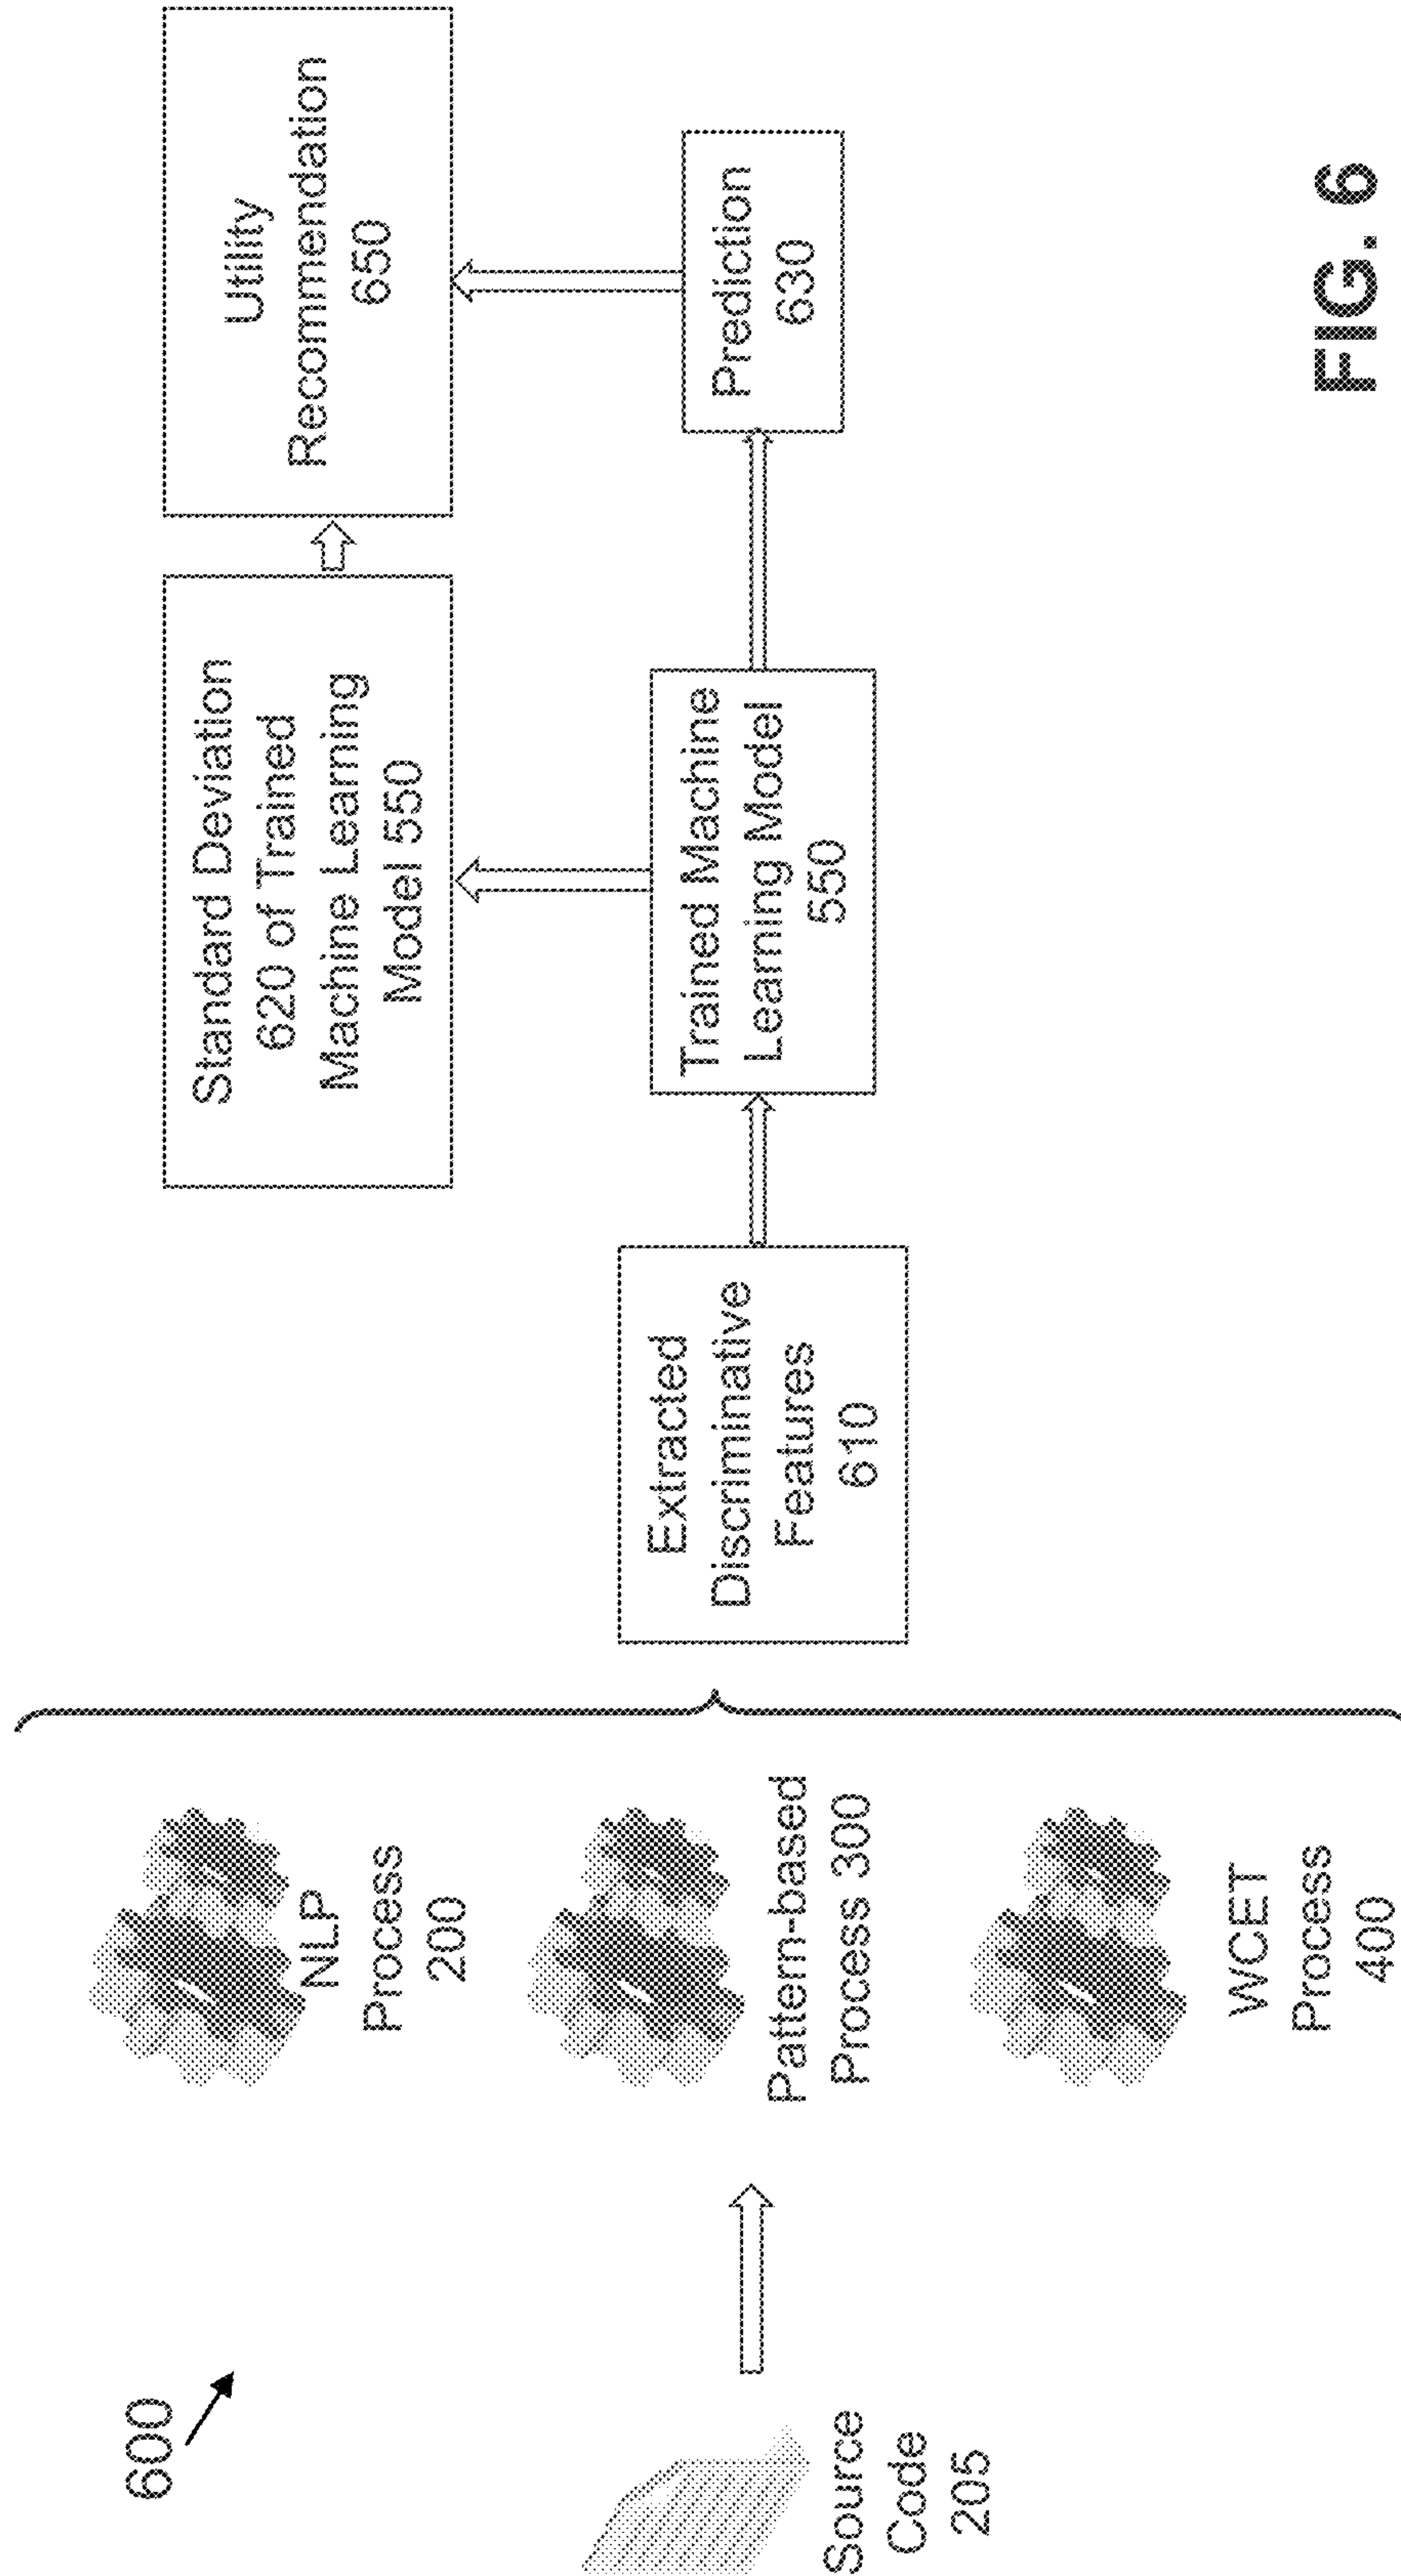 600
Source
Code
205
NLP
Process
200
Pattern-based
Process 300
WCET
Process
400
Extracted
Discriminative
Features
610
Standard Deviation
620 of Trained
Machine Learning
Model 550
Trained Machine
Learning Model
550
Utility
Recommendation
650
Prediction
630
FIG. 6